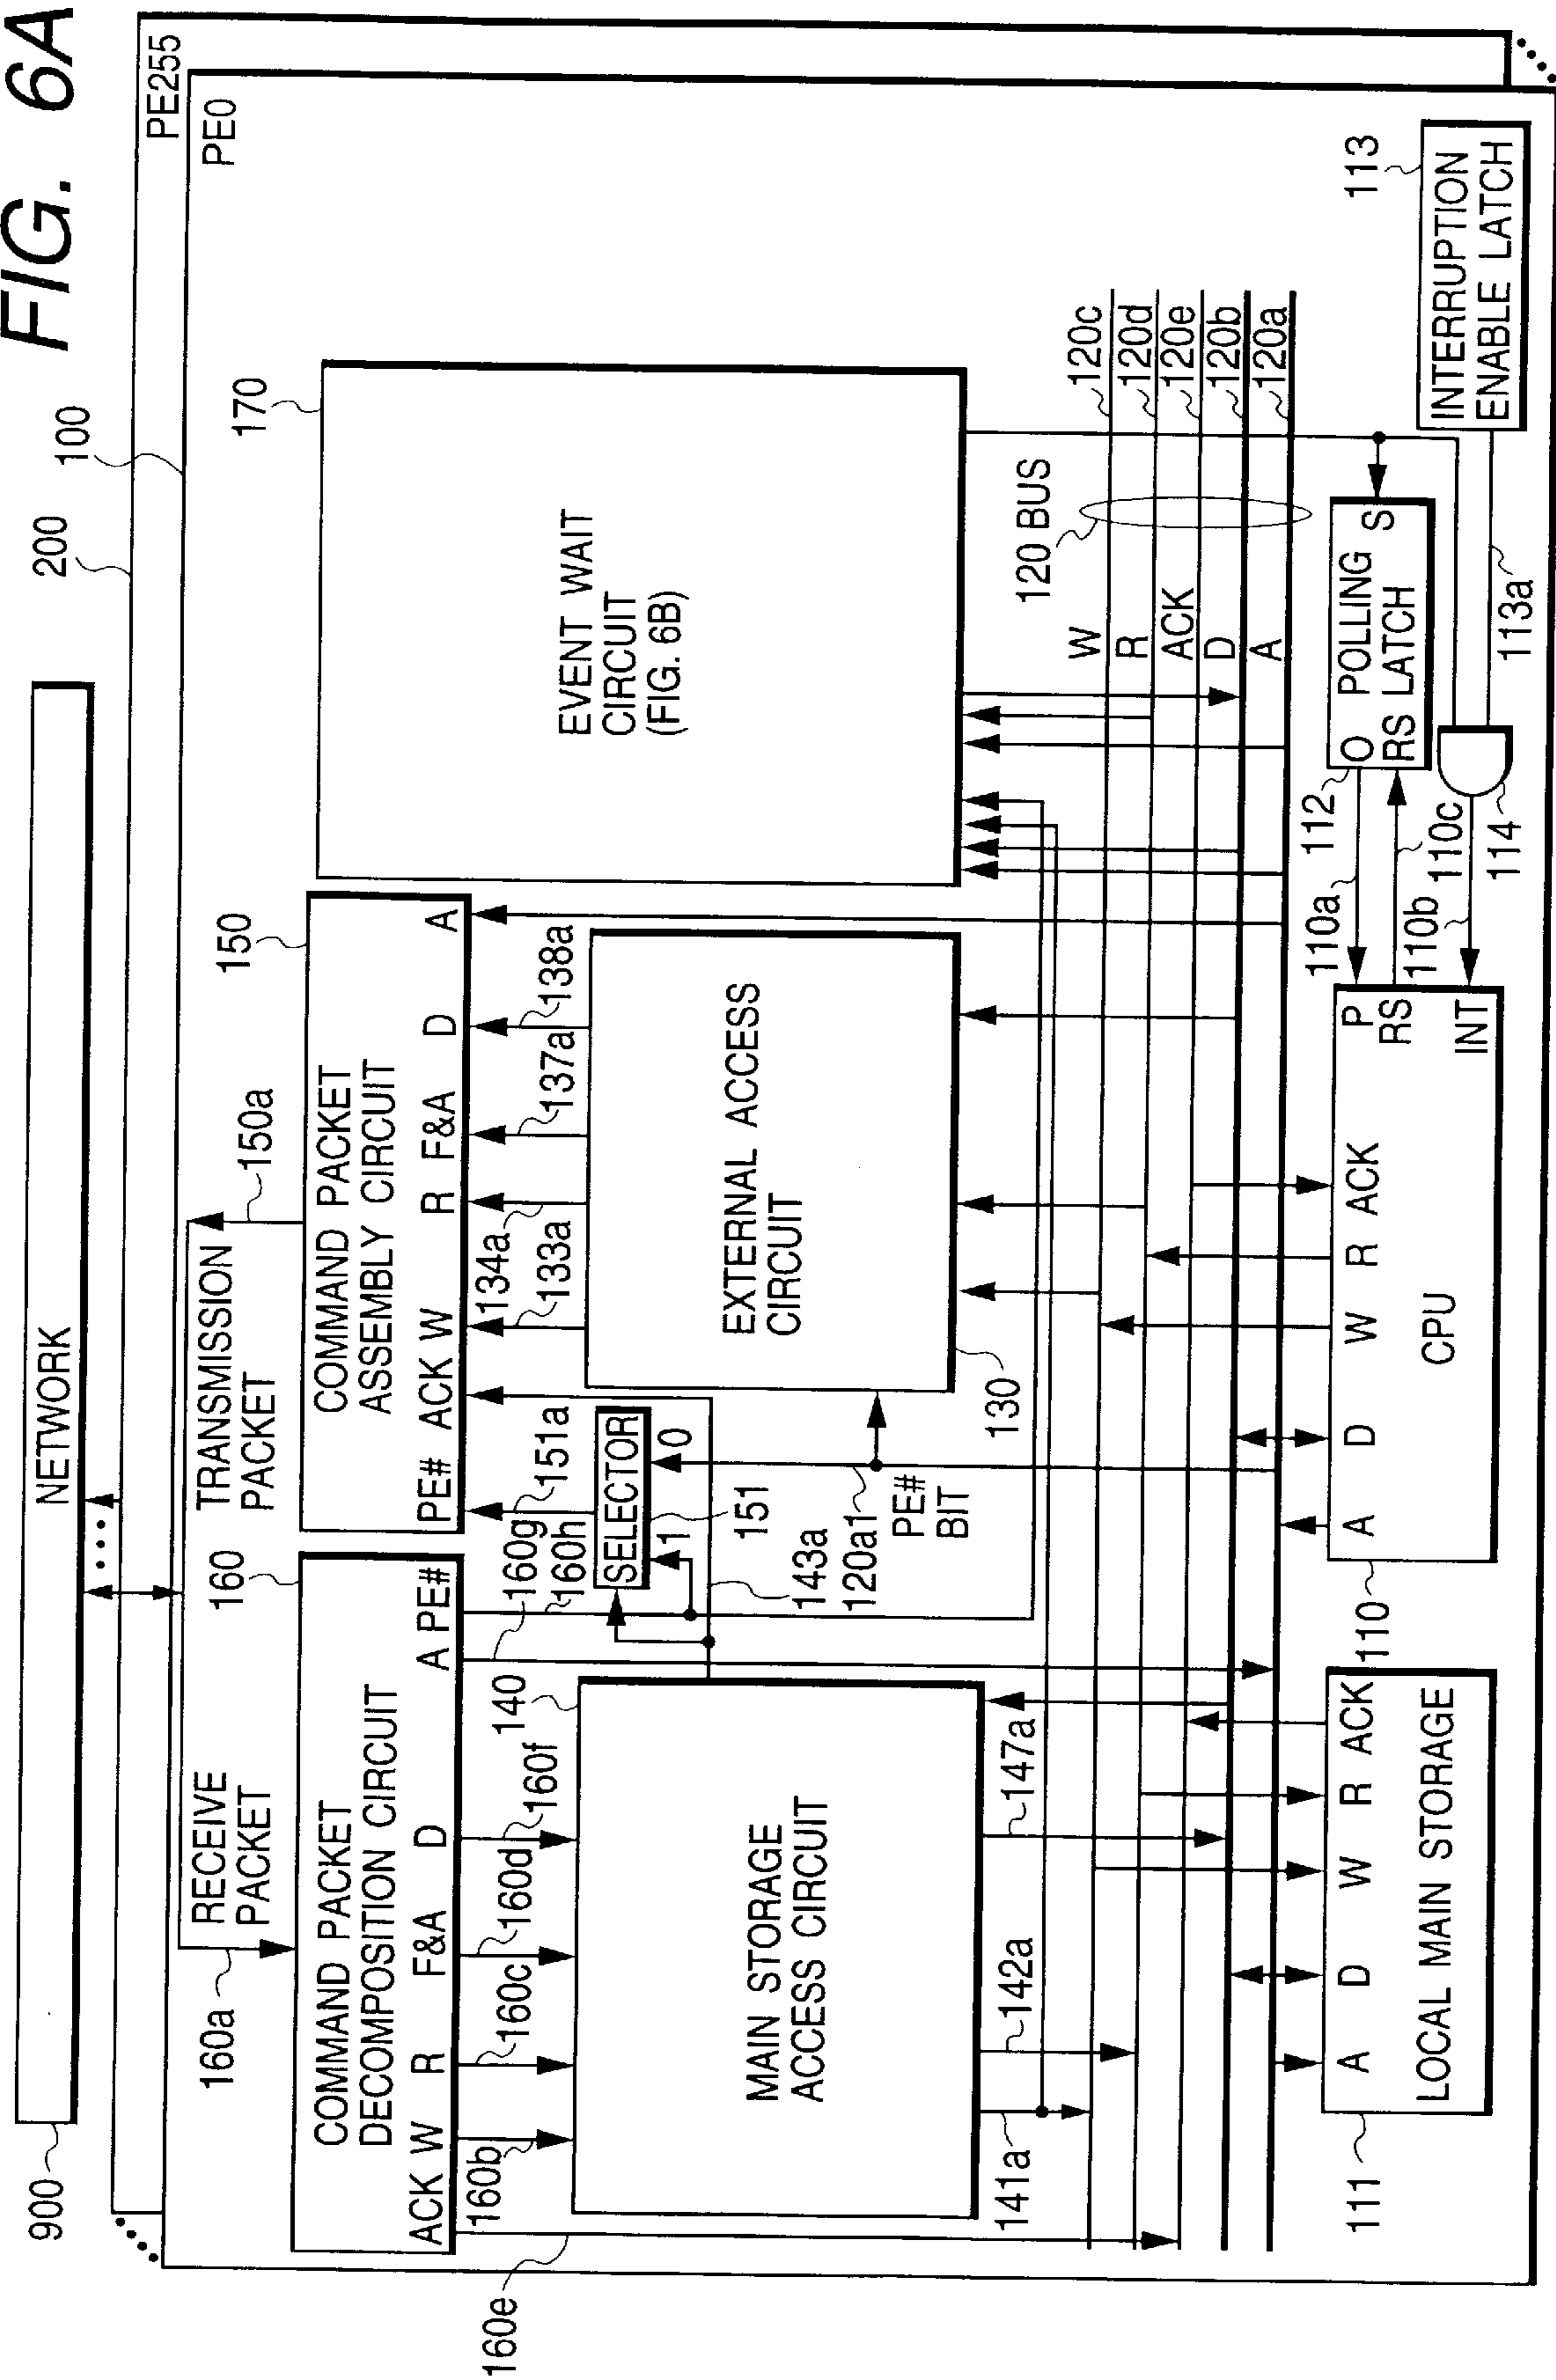 FIG. 6A
900
NETWORK
200
100
PE255
PE0
160a
RECEIVE
PACKET
TRANSMISSION
PACKET
150a
160
COMMAND PACKET
DECOMPOSITION CIRCUIT
ACK W R F&A D A PE#
150
COMMAND PACKET
ASSEMBLY CIRCUIT
PE# ACK W R F&A D A
170
EVENT WAIT
CIRCUIT
(FIG. 6B)
160e
160b
160c
160d
160f
160g
160h
151a
133a
134a
137a
138a
140
MAIN STORAGE
ACCESS CIRCUIT
SELECTOR
1
0
151
143a
120a1
PE#
BIT
EXTERNAL ACCESS
CIRCUIT
130
141a
142a
147a
120 BUS
W
R
ACK
D
A
120c
120d
120e
120b
120a
111
A D W R ACK
LOCAL MAIN STORAGE
110
A D W R ACK
CPU
P
RS
INT
110a
110b
110c
112
O POLLING S
RS LATCH
114
113a
113
INTERRUPTION
ENABLE LATCH